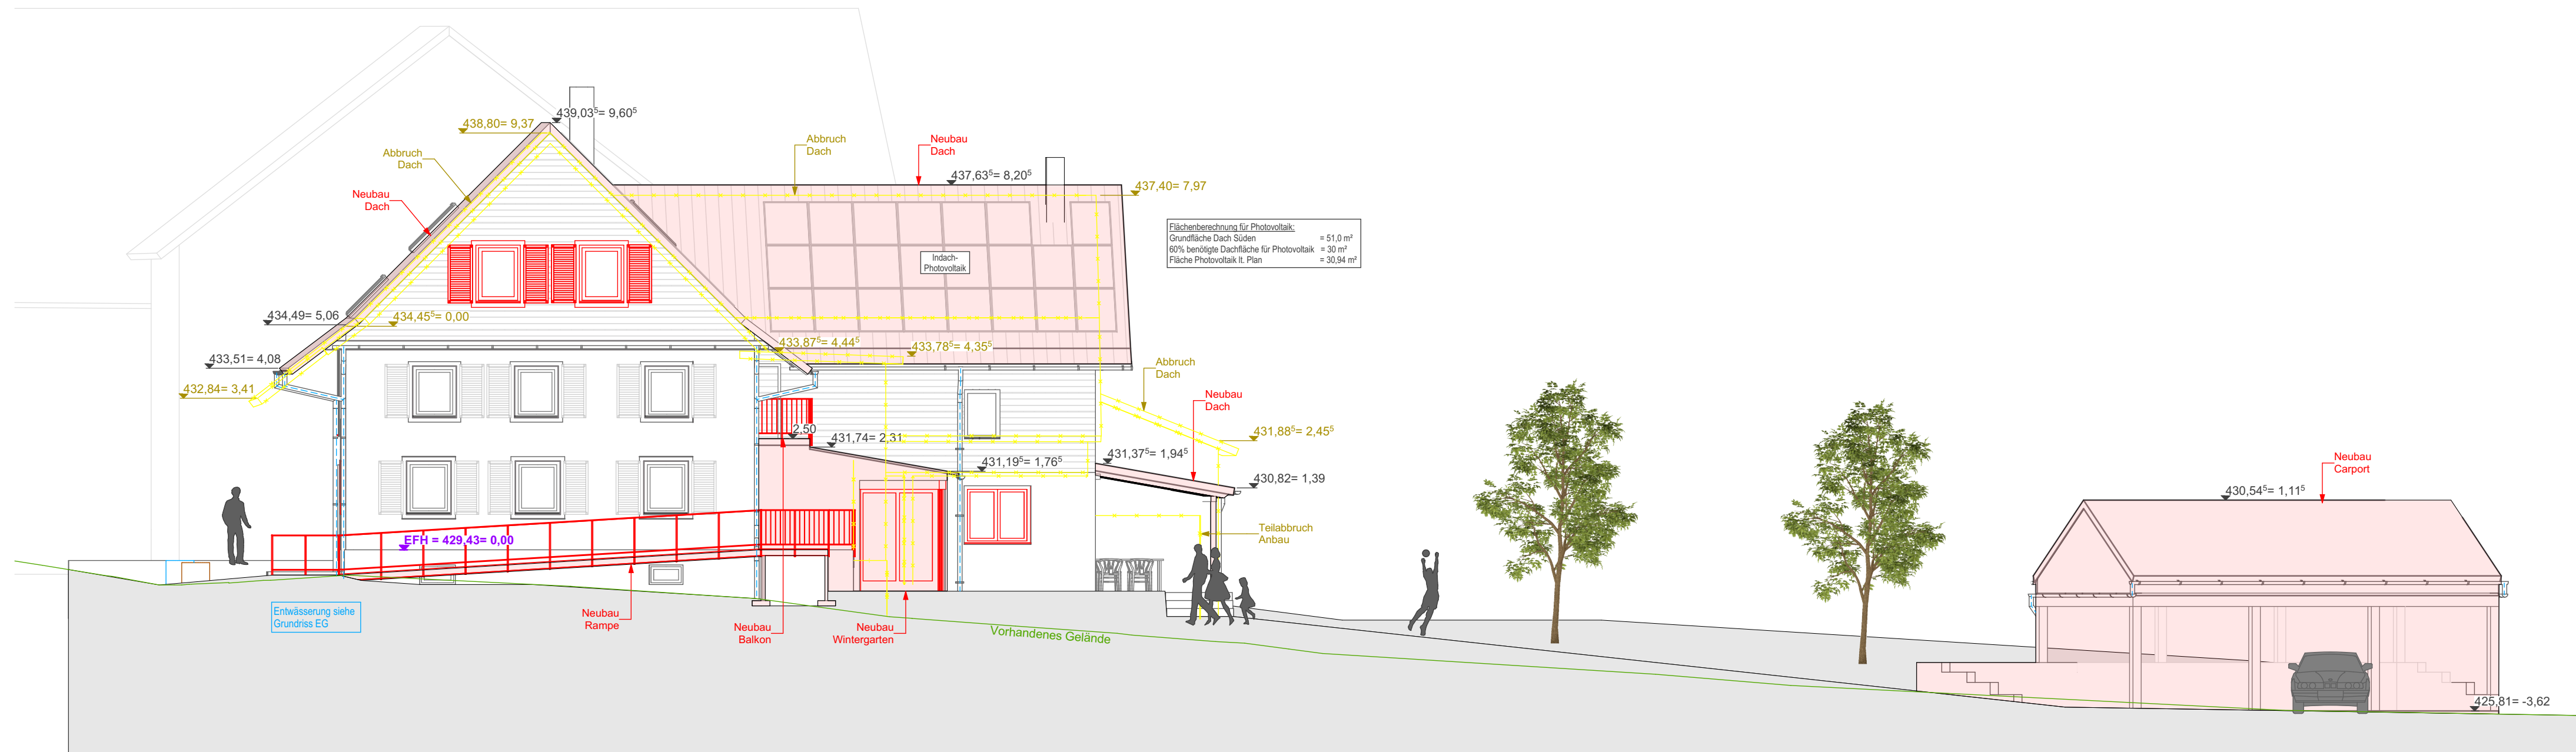 439,03⁵= 9,60⁵
438,80= 9,37
Abbruch
Dach
Neubau
Dach
Abbruch
Dach
Neubau
Dach
437,63⁵= 8,20⁵
437,40= 7,97
Flächenberechnung für Photovoltaik:
Grundfläche Dach Süden = 51,0 m²
60% benötigte Dachfläche für Photovoltaik = 30 m²
Fläche Photovoltaik lt. Plan = 30,94 m²
Indach-
Photovoltaik
434,49= 5,06
434,45⁵= 0,00
433,51= 4,08
432,84= 3,41
433,87⁵= 4,44⁵
433,78⁵= 4,35⁵
Abbruch
Dach
Neubau
Dach
2,50
431,74= 2,31
431,88⁵= 2,45⁵
431,19⁵= 1,76⁵
431,37⁵= 1,94⁵
430,82= 1,39
Neubau
Carport
430,54⁵= 1,11⁵
Teilabbruch
Anbau
EFH = 429,43= 0,00
Entwässerung siehe
Grundriss EG
Neubau
Rampe
Neubau
Balkon
Neubau
Wintergarten
Vorhandenes Gelände
425,81= -3,62